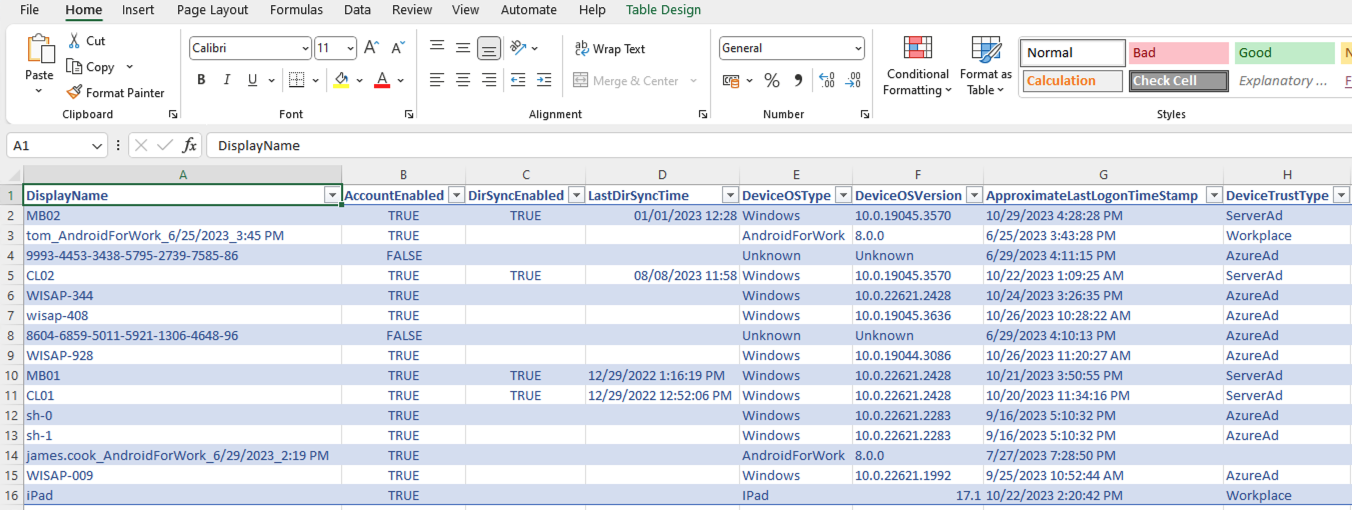 File Home Insert Page Layout Formulas Data Review View Automate Help Table Design
Paste Cut Copy Format Painter Clipboard
Calibri 11 A^ Aˇ B I U A Font
Wrap Text Merge & Center Alignment
General % 9 .00 Number
Conditional Formatting Format as Table
Normal Bad Good
Calculation Check Cell Explanatory ...
Styles
A1 fx DisplayName
A B C D E F G H
1 DisplayName AccountEnabled DirSyncEnabled LastDirSyncTime DeviceOSType DeviceOSVersion ApproximateLastLogonTimeStamp DeviceTrustType
2 MB02 TRUE TRUE 01/01/2023 12:28 Windows 10.0.19045.3570 10/29/2023 4:28:28 PM ServerAd
3 tom_AndroidForWork_6/25/2023_3:45 PM TRUE AndroidForWork 8.0.0 6/25/2023 3:43:28 PM Workplace
4 9993-4453-3438-5795-2739-7585-86 FALSE Unknown Unknown 6/29/2023 4:11:15 PM AzureAd
5 CL02 TRUE TRUE 08/08/2023 11:58 Windows 10.0.19045.3570 10/22/2023 1:09:25 AM ServerAd
6 WISAP-344 TRUE Windows 10.0.22621.2428 10/24/2023 3:26:35 PM AzureAd
7 wisap-408 TRUE Windows 10.0.19045.3636 10/26/2023 10:28:22 AM AzureAd
8 8604-6859-5011-5921-1306-4648-96 FALSE Unknown Unknown 6/29/2023 4:10:13 PM AzureAd
9 WISAP-928 TRUE Windows 10.0.19044.3086 10/26/2023 11:20:27 AM AzureAd
10 MB01 TRUE TRUE 12/29/2022 1:16:19 PM Windows 10.0.22621.2428 10/21/2023 3:50:55 PM ServerAd
11 CL01 TRUE TRUE 12/29/2022 12:52:06 PM Windows 10.0.22621.2428 10/20/2023 11:34:16 PM ServerAd
12 sh-0 TRUE Windows 10.0.22621.2283 9/16/2023 5:10:32 PM AzureAd
13 sh-1 TRUE Windows 10.0.22621.2283 9/16/2023 5:10:32 PM AzureAd
14 james.cook_AndroidForWork_6/29/2023_2:19 PM TRUE AndroidForWork 8.0.0 7/27/2023 7:28:50 PM
15 WISAP-009 TRUE Windows 10.0.22621.1992 9/25/2023 10:52:44 AM AzureAd
16 iPad TRUE IPad 17.1 10/22/2023 2:20:42 PM Workplace